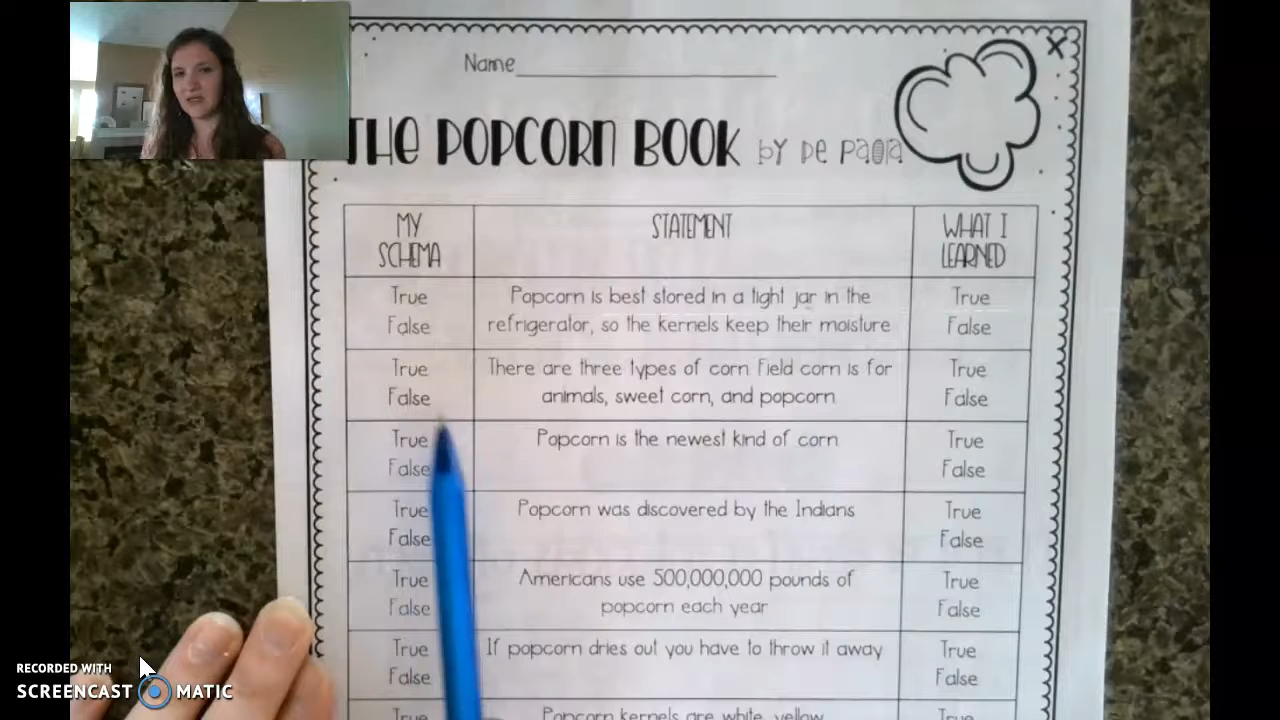 Name
THE POPCORN BOOK by De Paola
MY
SCHEMA
STATEMENT
WHAT I
LEARNED
True
False
Popcorn is best stored in a tight jar in the
refrigerator, so the kernels keep their moisture
True
False
True
False
There are three types of corn Field corn is for
animals, sweet corn, and popcorn
True
False
True
False
Popcorn is the newest kind of corn
True
False
True
False
Popcorn was discovered by the Indians
True
False
True
False
Americans use 500,000,000 pounds of
popcorn each year
True
False
True
False
If popcorn dries out you have to throw it away
True
False
True
Popcorn kernels are white, yellow
True
RECORDED WITH
SCREENCAST MATIC